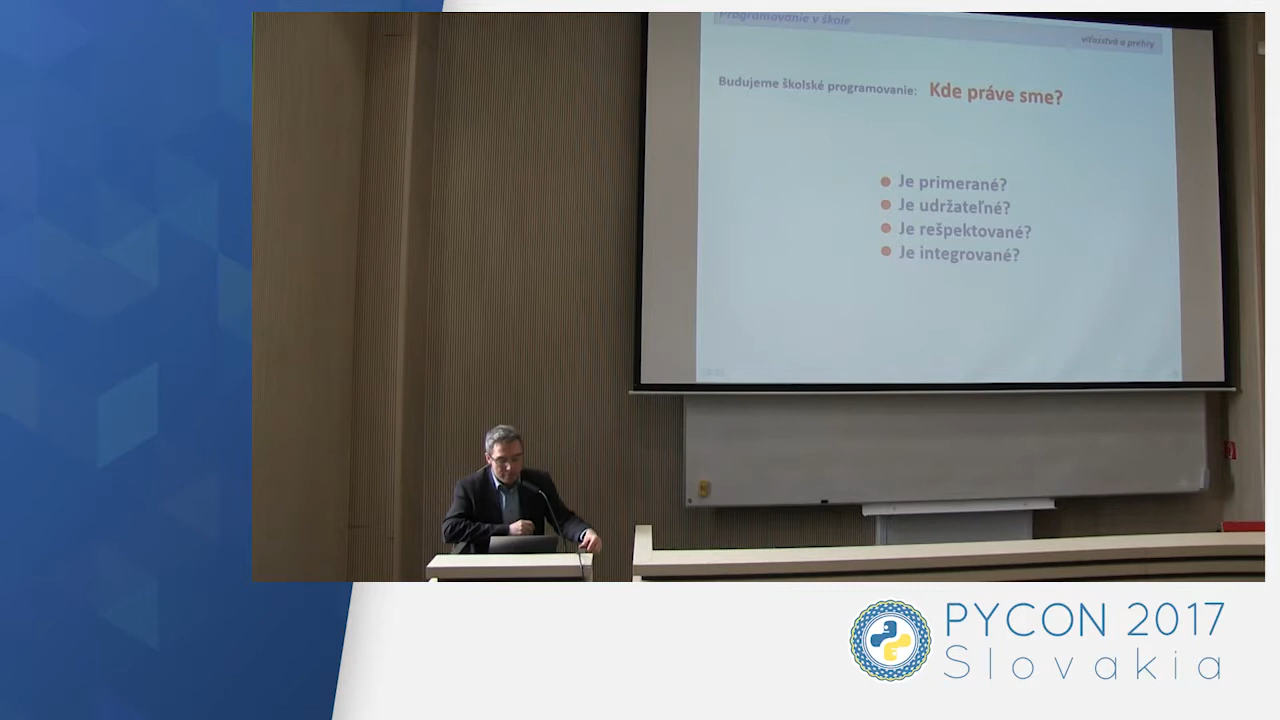 Programovanie v škole
víťazstvá a prehry
Budujeme školské programovanie: Kde práve sme?
Je primerané?
Je udržateľné?
Je rešpektované?
Je integrované?
PYCON 2017
Slovakia